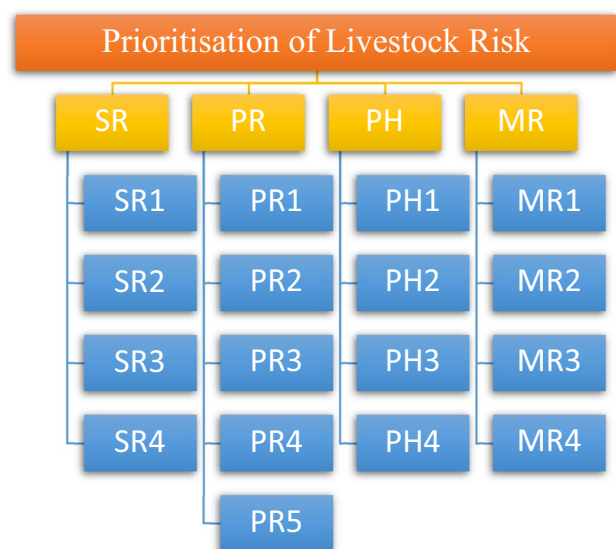 Prioritisation of Livestock Risk
SR
PR
PH
MR
SR1
PR1
PH1
MR1
SR2
PR2
PH2
MR2
SR3
PR3
PH3
MR3
SR4
PR4
PH4
MR4
PR5